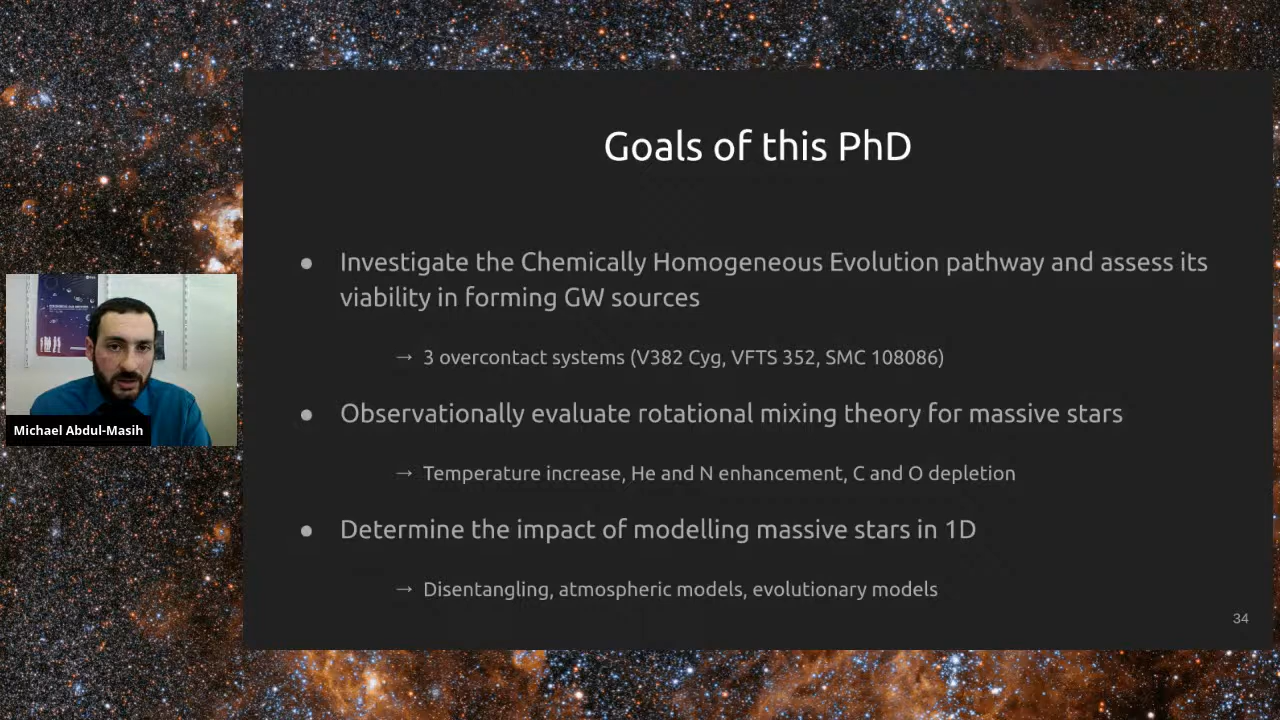 Goals of this PhD
● Investigate the Chemically Homogeneous Evolution pathway and assess its
viability in forming GW sources
→ 3 overcontact systems (V382 Cyg, VFTS 352, SMC 108086)
● Observationally evaluate rotational mixing theory for massive stars
→ Temperature increase, He and N enhancement, C and O depletion
● Determine the impact of modelling massive stars in 1D
→ Disentangling, atmospheric models, evolutionary models
34
Michael Abdul-Masih